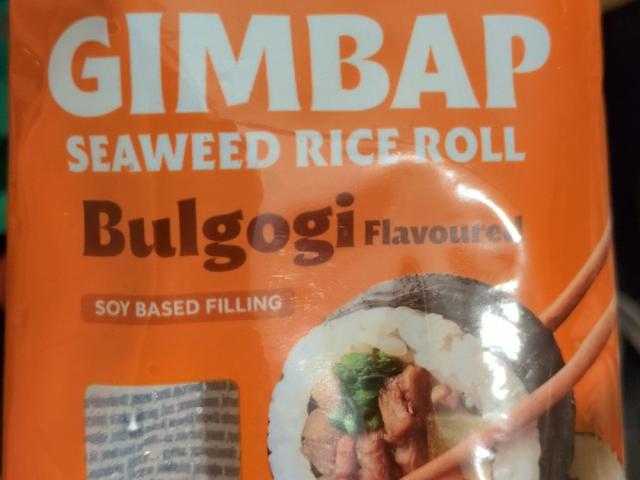 GIMBAP
SEAWEED RICE ROLL
Bulgogi Flavoured
SOY BASED FILLING